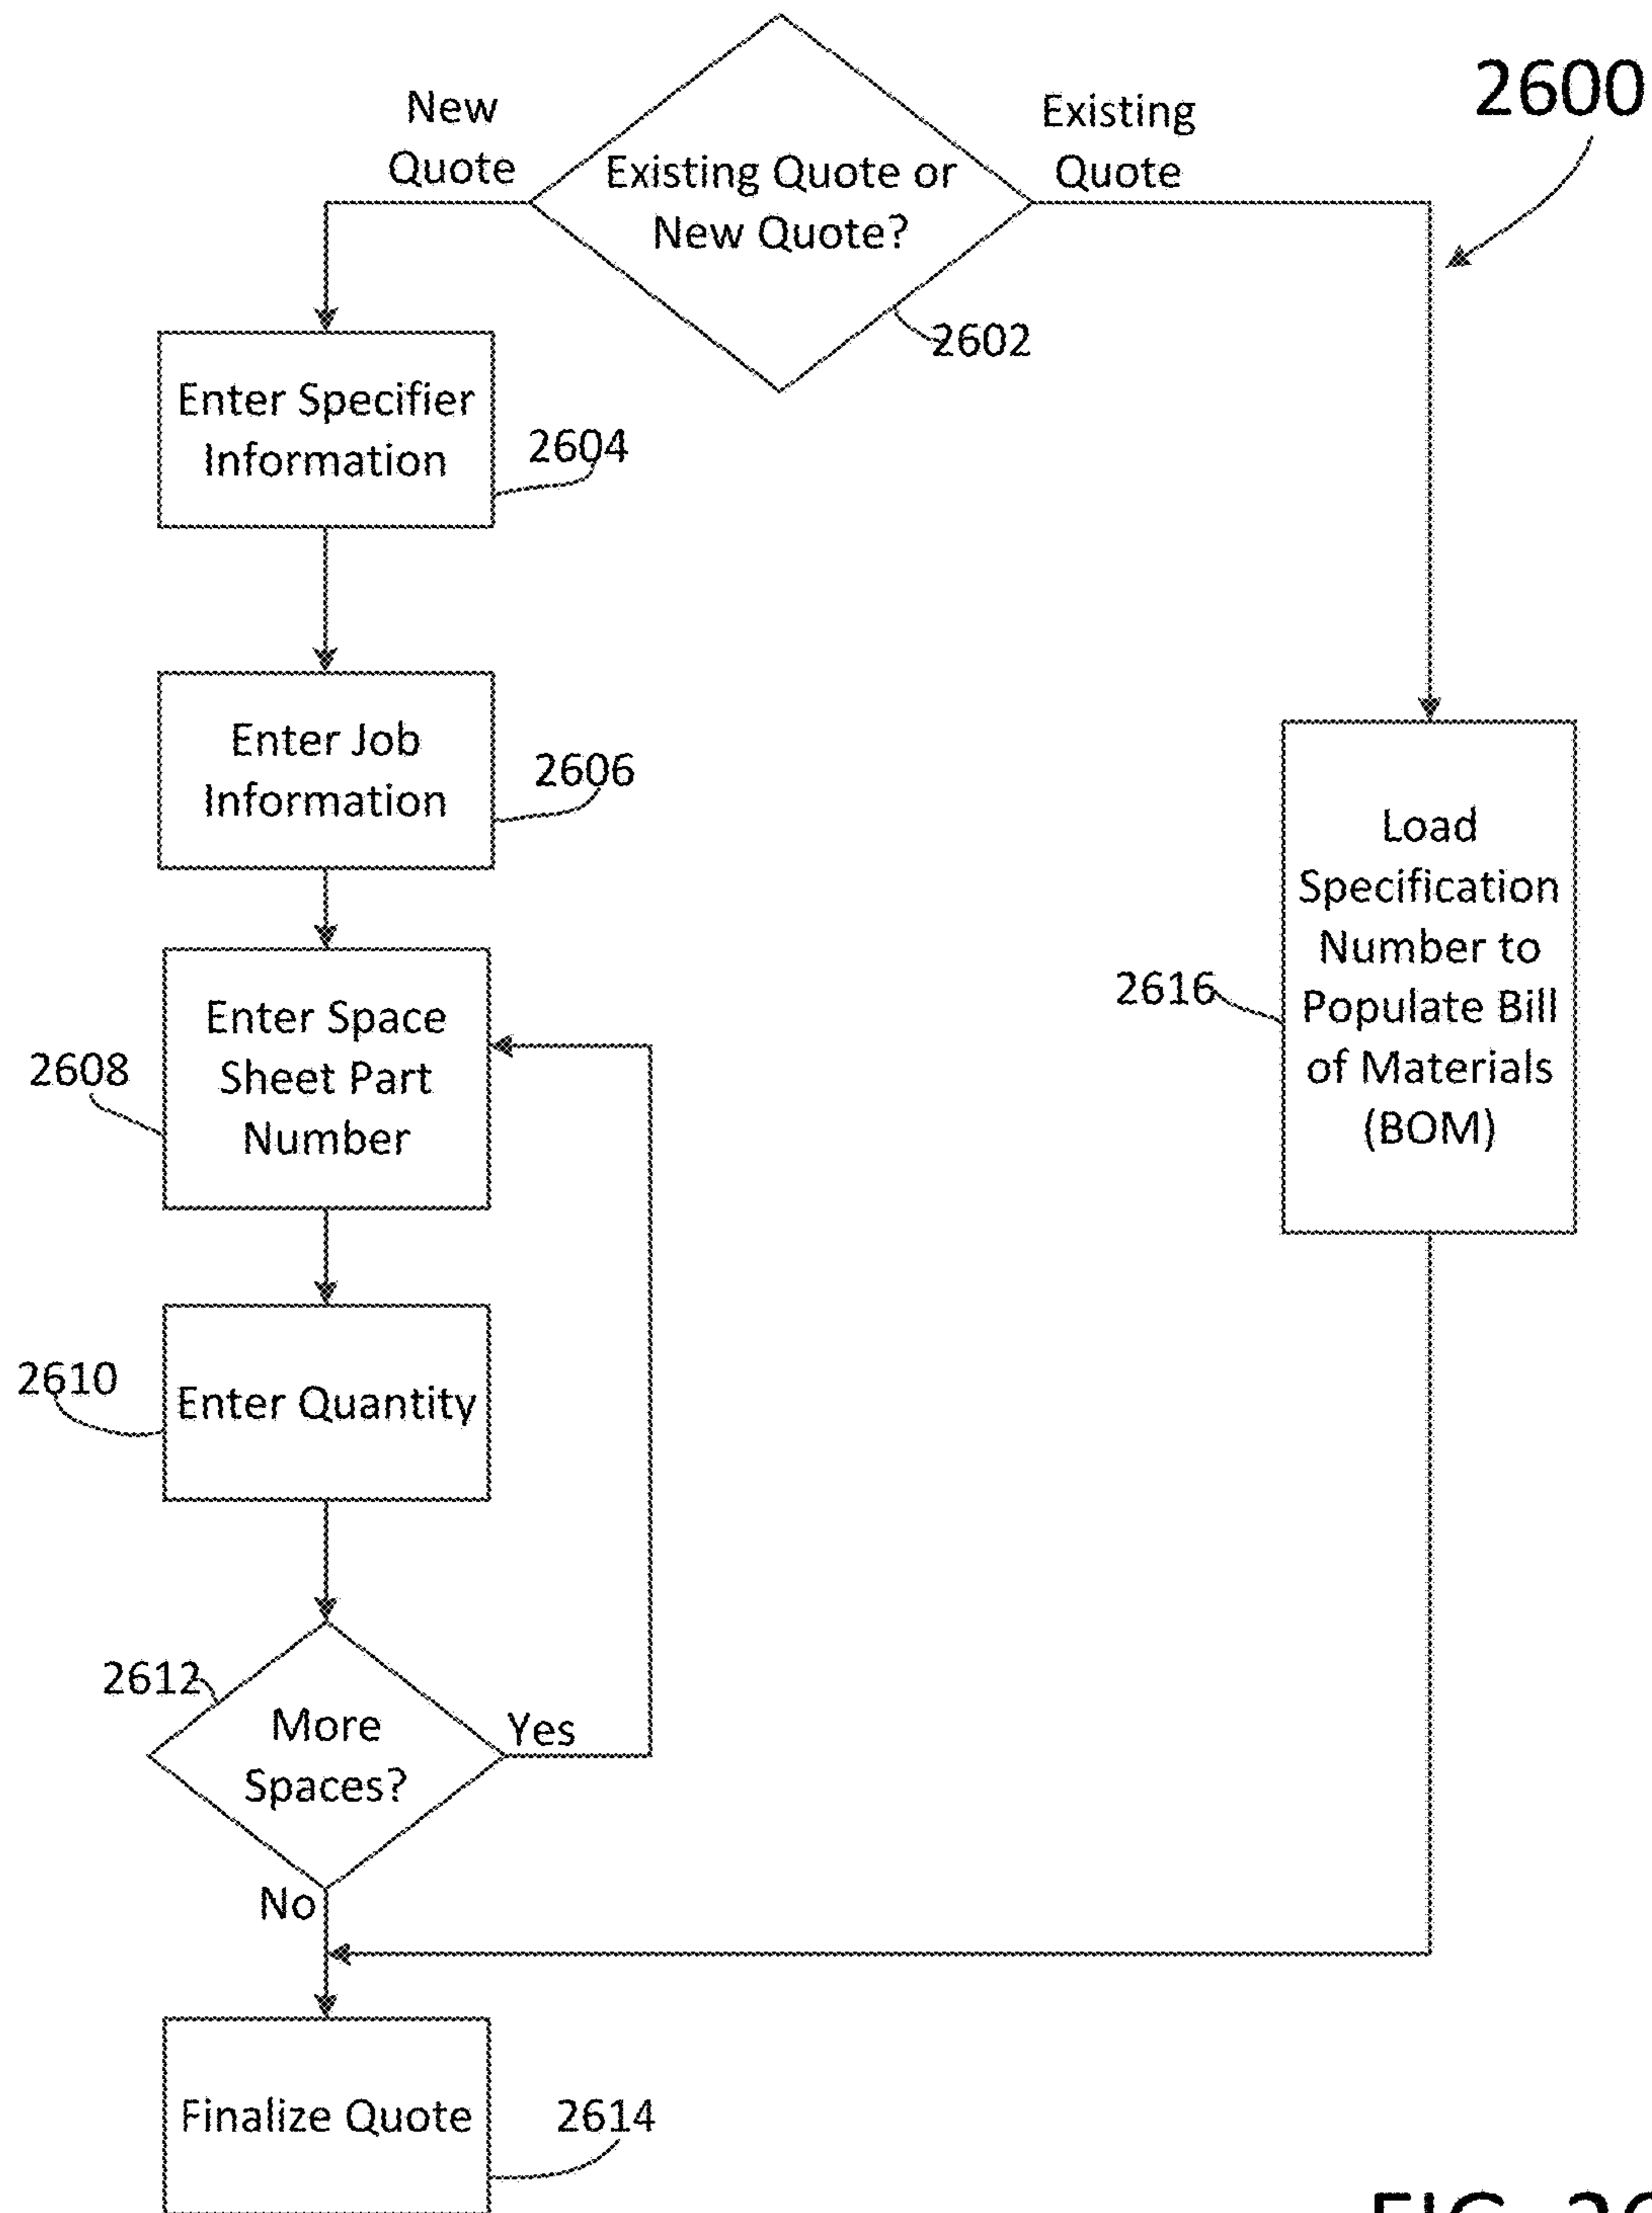 2600
New
Quote
Existing Quote or
New Quote?
Existing
Quote
2602
Enter Specifier
Information
2604
Enter Job
Information
2606
Enter Space
Sheet Part
Number
2608
Load
Specification
Number to
Populate Bill
of Materials
(BOM)
2616
Enter Quantity
2610
2612
More
Spaces?
Yes
No
Finalize Quote
2614